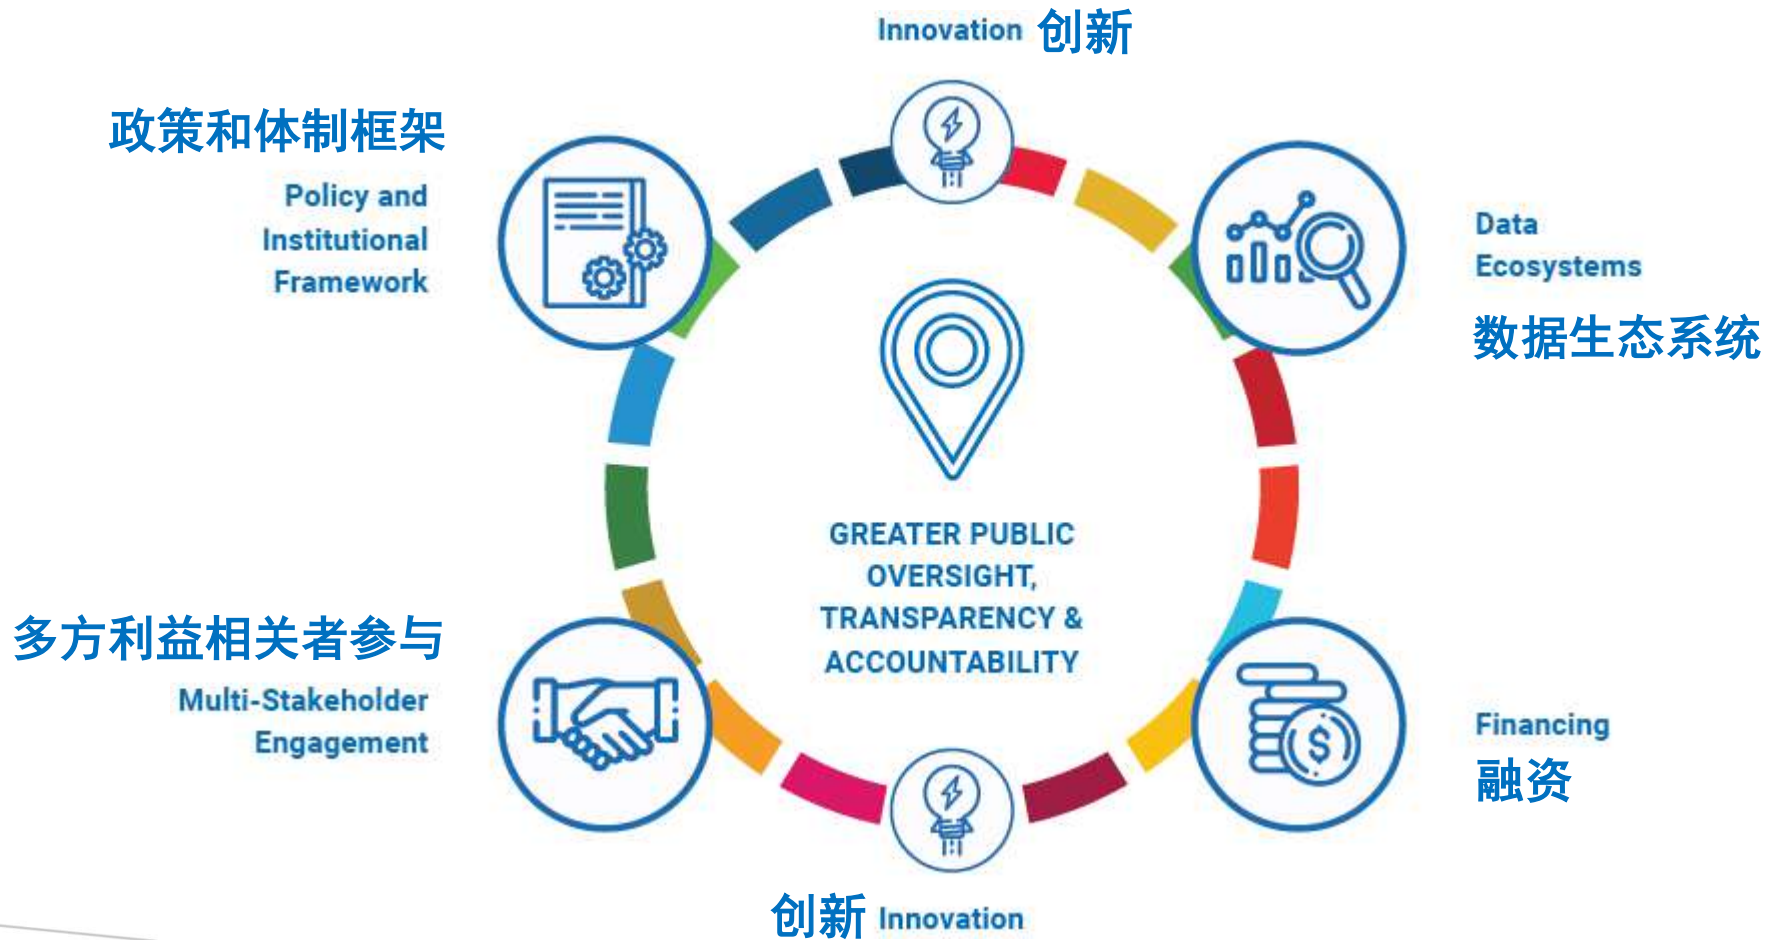 Innovation 创新
政策和体制框架
Policy and
Institutional
Framework
Data
Ecosystems
数据生态系统
GREATER PUBLIC
OVERSIGHT,
TRANSPARENCY &
ACCOUNTABILITY
多方利益相关者参与
Multi-Stakeholder
Engagement
$
Financing
融资
创新 Innovation